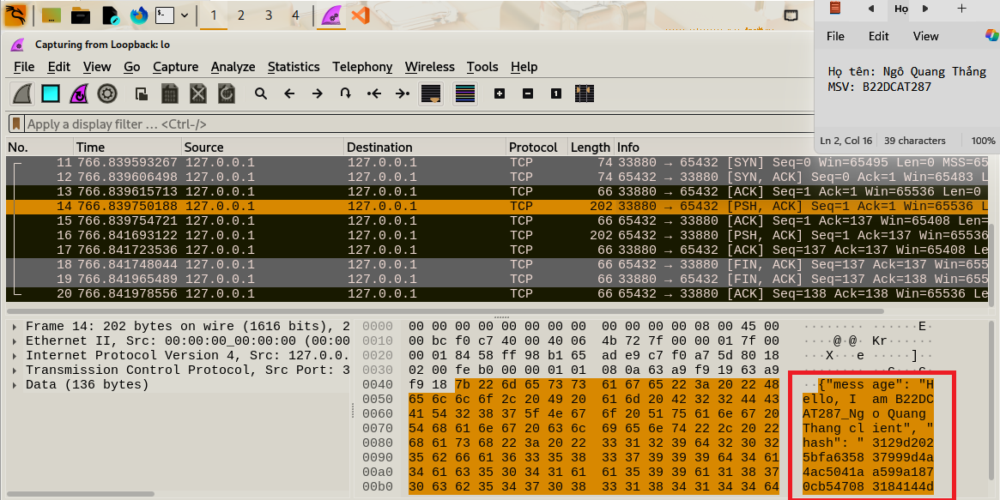 1 2 3 4
Capturing from Loopback: lo
File Edit View Go Capture Analyze Statistics Telephony Wireless Tools Help
Apply a display filter ... <Ctrl-/>
Họ
File Edit View
Họ tên: Ngô Quang Thắng
MSV: B22DCAT287
Ln 2, Col 16 39 characters 100%
No. Time Source Destination Protocol Length Info
11 766.839593267 127.0.0.1 127.0.0.1 TCP 74 33880 → 65432 [SYN] Seq=0 Win=65495 Len=0 MSS=65
12 766.839606498 127.0.0.1 127.0.0.1 TCP 74 65432 → 33880 [SYN, ACK] Seq=0 Ack=1 Win=65483 L
13 766.839615713 127.0.0.1 127.0.0.1 TCP 66 33880 → 65432 [ACK] Seq=1 Ack=1 Win=65536 Len=0
14 766.839750188 127.0.0.1 127.0.0.1 TCP 202 33880 → 65432 [PSH, ACK] Seq=1 Ack=1 Win=65536 L
15 766.839754721 127.0.0.1 127.0.0.1 TCP 66 65432 → 33880 [ACK] Seq=1 Ack=137 Win=65408 Len=
16 766.841693122 127.0.0.1 127.0.0.1 TCP 202 65432 → 33880 [PSH, ACK] Seq=1 Ack=137 Win=65536
17 766.841723536 127.0.0.1 127.0.0.1 TCP 66 33880 → 65432 [ACK] Seq=137 Ack=137 Win=65408 Le
18 766.841748044 127.0.0.1 127.0.0.1 TCP 66 65432 → 33880 [FIN, ACK] Seq=137 Ack=137 Win=655
19 766.841965489 127.0.0.1 127.0.0.1 TCP 66 33880 → 65432 [FIN, ACK] Seq=137 Ack=138 Win=655
20 766.841978556 127.0.0.1 127.0.0.1 TCP 66 65432 → 33880 [ACK] Seq=138 Ack=138 Win=65536 Le
Frame 14: 202 bytes on wire (1616 bits), 2
Ethernet II, Src: 00:00:00_00:00:00 (00:00
Internet Protocol Version 4, Src: 127.0.0.
Transmission Control Protocol, Src Port: 3
Data (136 bytes)
0000 00 00 00 00 00 00 00 00 00 00 00 00 08 00 45 00 ········ ······E·
0010 00 bc f0 c7 40 00 40 06 4b 72 7f 00 00 01 7f 00 ····@·@· Kr······
0020 00 01 84 58 ff 98 b1 65 ad e9 c7 f0 a7 5d 80 18 ···X···e ·····]··
0030 02 00 fe b0 00 00 01 01 08 0a 63 a9 f9 19 63 a9
0040 f9 18 7b 22 6d 65 73 73 61 67 65 22 3a 20 22 48 ··{"mess age": "H
0050 65 6c 6c 6f 2c 20 49 20 61 6d 20 42 32 32 44 43 ello, I am B22DC
0060 41 54 32 38 37 5f 4e 67 6f 20 51 75 61 6e 67 20 AT287_Ng o Quang
0070 54 68 61 6e 67 20 63 6c 69 65 6e 74 22 2c 20 22 Thang cl ient", "
0080 68 61 73 68 22 3a 20 22 33 31 32 39 64 32 30 32 hash": " 3129d202
0090 35 62 66 61 36 33 35 38 33 37 39 39 39 64 34 61 5bfa6358 37999d4a
00a0 34 61 63 35 30 34 31 61 61 35 39 39 61 31 38 37 4ac5041a a599a187
00b0 30 63 62 35 34 37 30 38 33 31 38 34 31 34 34 64 0cb54708 3184144d